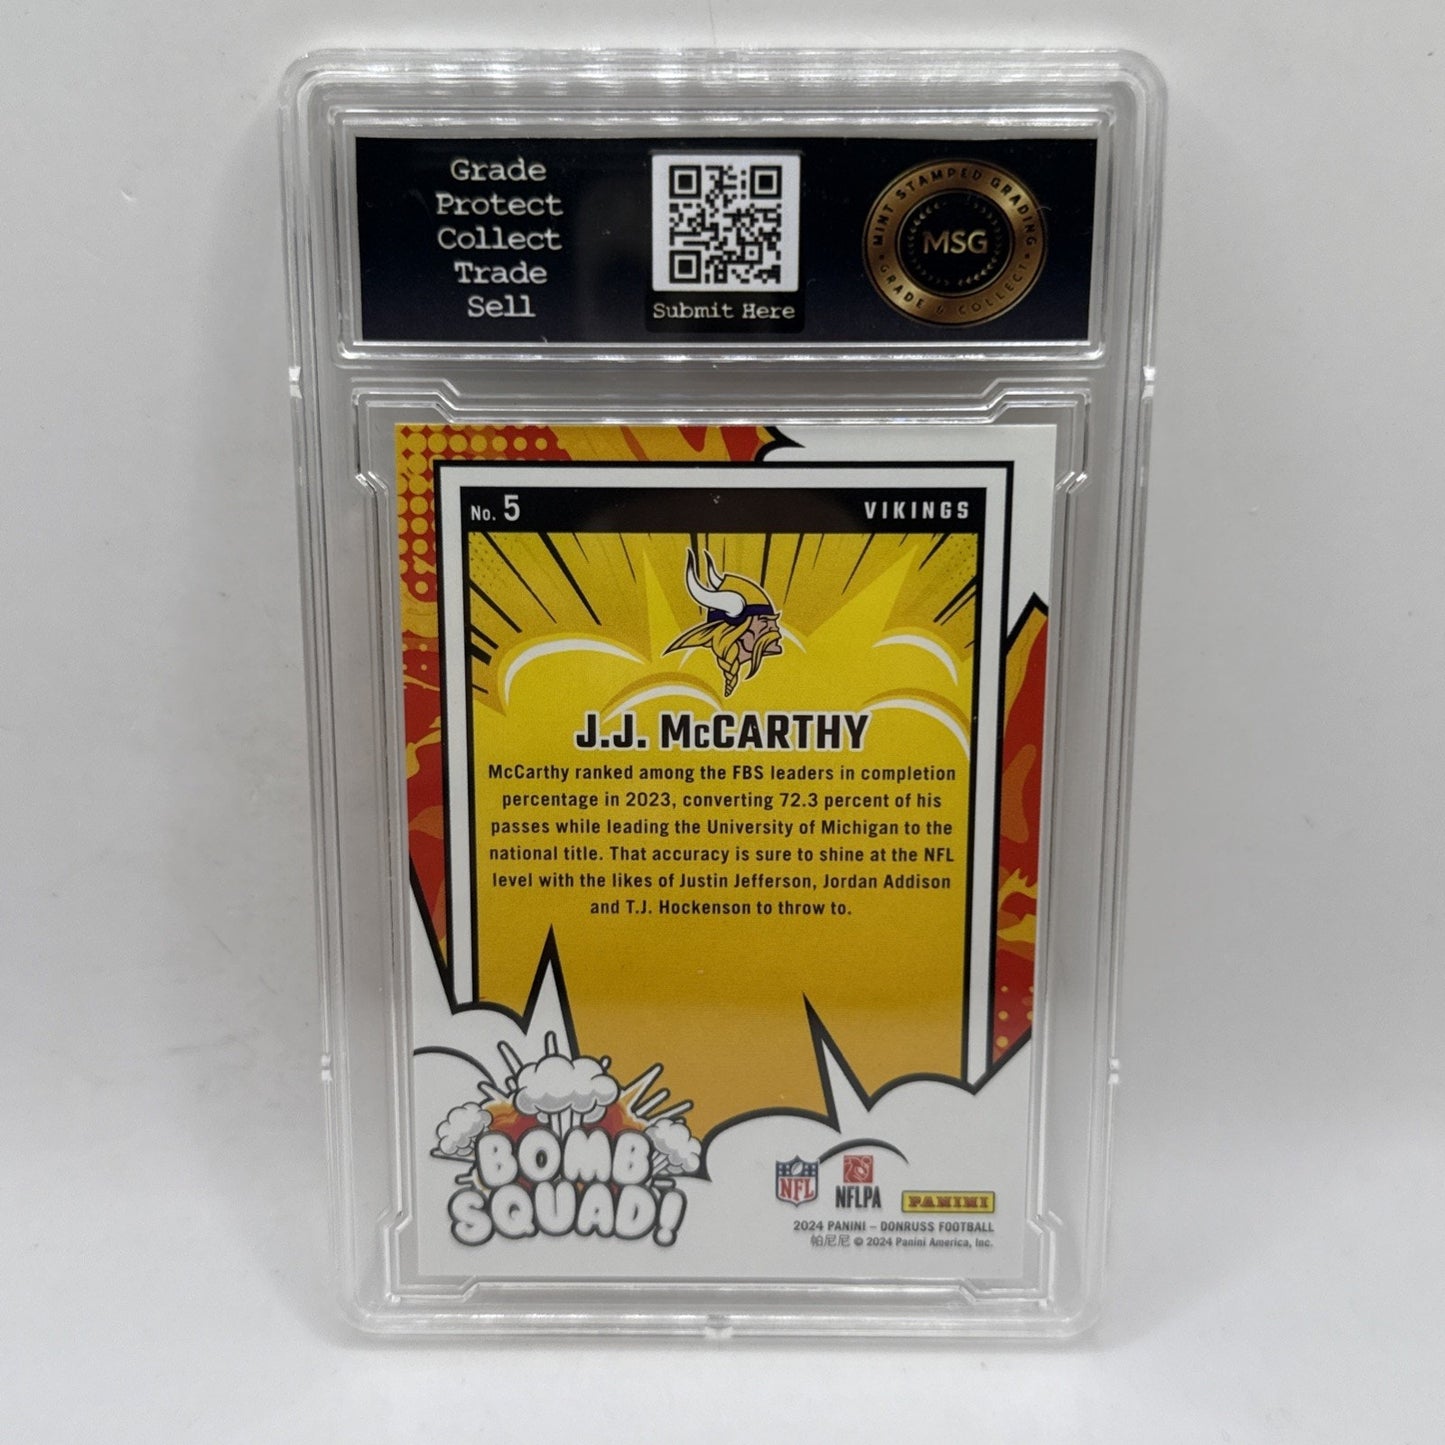 Grade
Protect
Collect
Trade
Sell
Submit Here
MINT STAMPED GRADING
MSG
GRADE & COLLECT
No. 5
VIKINGS
J.J. McCARTHY
McCarthy ranked among the FBS leaders in completion
percentage in 2023, converting 72.3 percent of his
passes while leading the University of Michigan to the
national title. That accuracy is sure to shine at the NFL
level with the likes of Justin Jefferson, Jordan Addison
and T.J. Hockenson to throw to.
BOMB
SQUAD!
NFL
NFLPA
PANINI
2024 PANINI – DONRUSS FOOTBALL
帕尼尼 © 2024 Panini America, Inc.